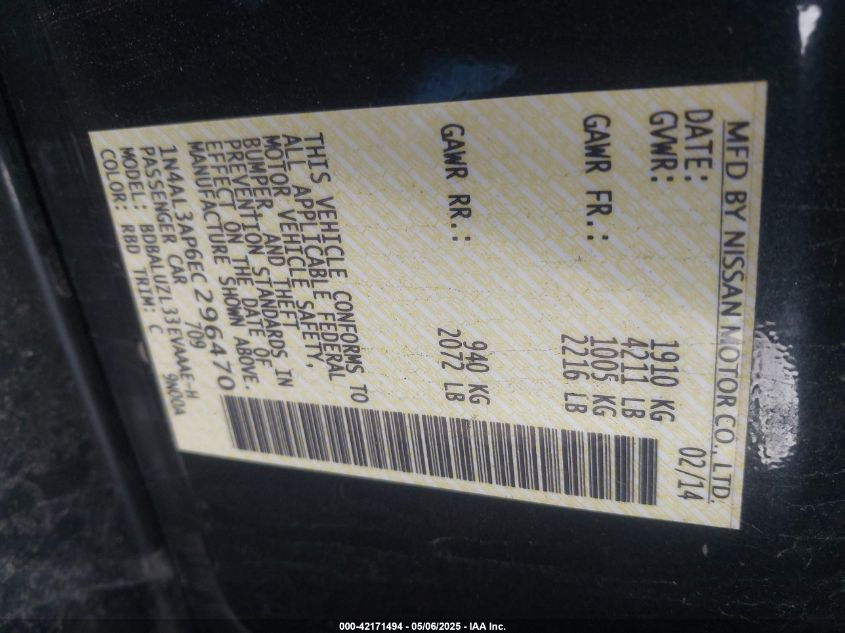 MFD BY NISSAN MOTOR CO., LTD.
DATE: 02/14
GVWR: 1910 KG
4211 LB
GAWR FR.: 1005 KG
2216 LB
GAWR RR.: 940 KG
2072 LB
THIS VEHICLE CONFORMS TO
ALL APPLICABLE FEDERAL
MOTOR VEHICLE SAFETY,
BUMPER, AND THEFT
PREVENTION STANDARDS IN
EFFECT ON THE DATE OF
MANUFACTURE SHOWN ABOVE.
1N4AL3AP6EC296470
PASSENGER CAR 709
MODEL: BDBALUZL33EVAAAE-H
COLOR: RBD TRIM: C 9N00A
000-42171494 - 05/06/2025 - IAA Inc.